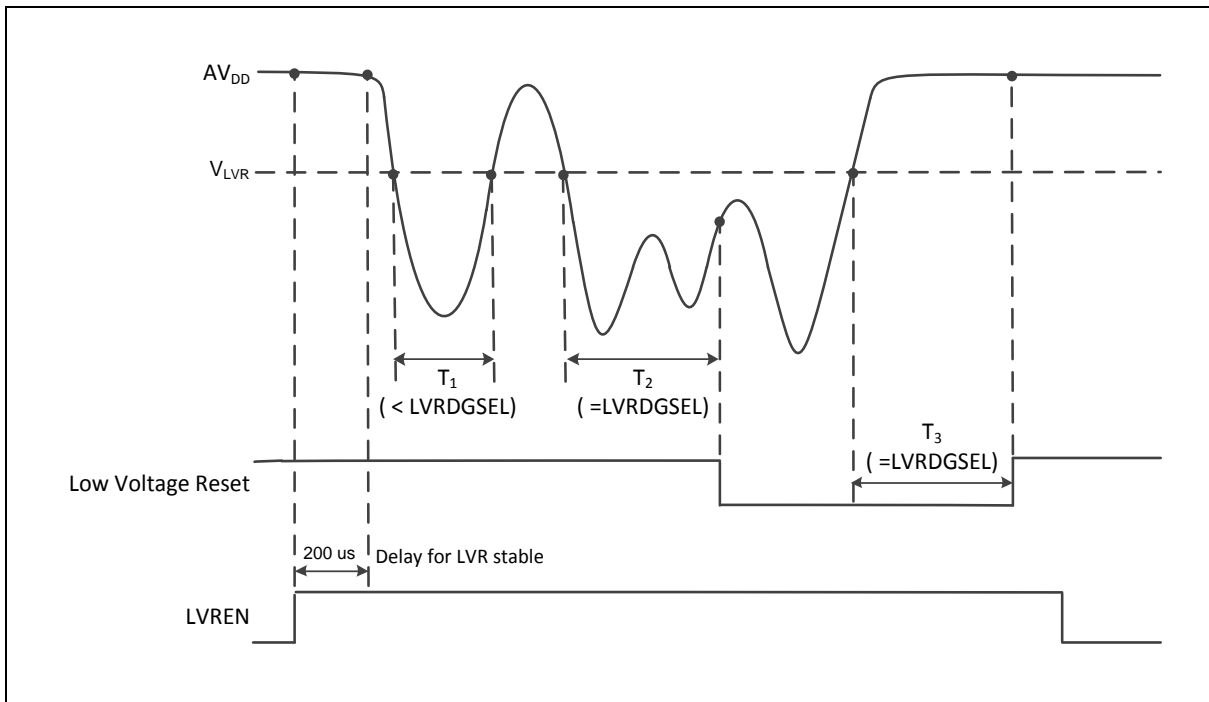 AVDD
VLVR
T1
( < LVRDGSEL)
T2
( =LVRDGSEL)
T3
( =LVRDGSEL)
Low Voltage Reset
200 us
Delay for LVR stable
LVREN